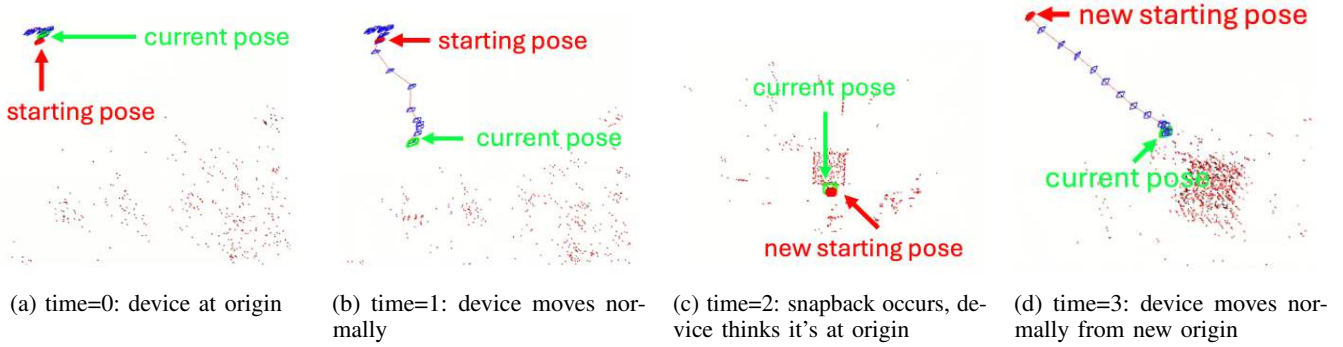 current pose
starting pose
starting pose
current pose
current pose
new starting pose
new starting pose
current pose
(a) time=0: device at origin
(b) time=1: device moves nor-
mally
(c) time=2: snapback occurs, de-
vice thinks it's at origin
(d) time=3: device moves nor-
mally from new origin